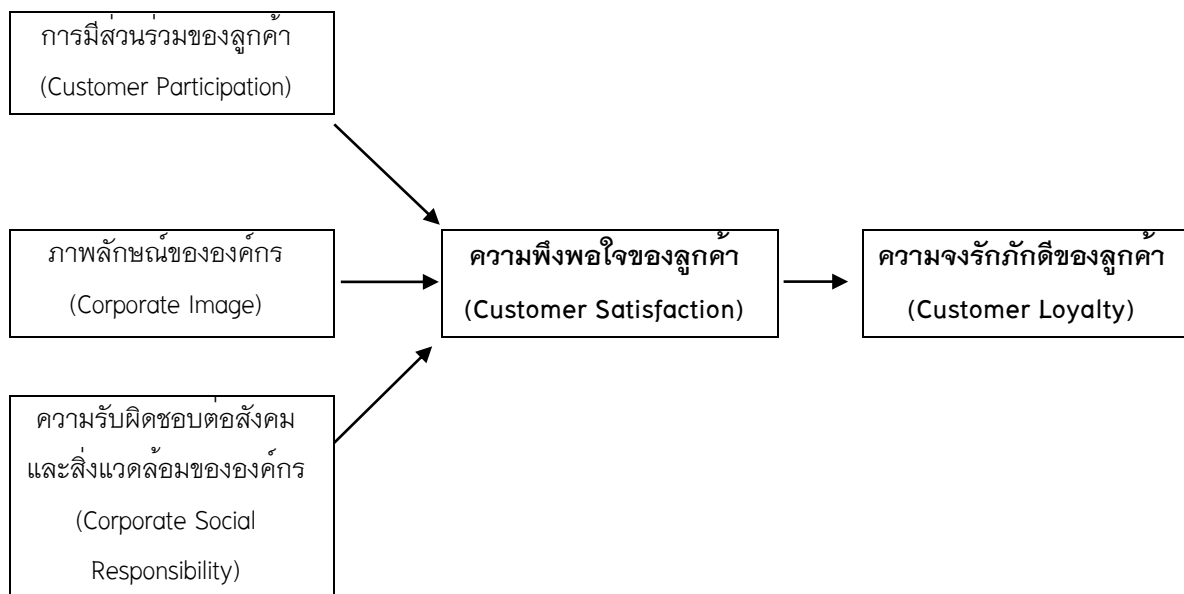 การมีส่วนร่วมของลูกค้า
(Customer Participation)
ภาพลักษณ์ขององค์กร
(Corporate Image)
ความพึงพอใจของลูกค้า
(Customer Satisfaction)
ความจงรักภักดีของลูกค้า
(Customer Loyalty)
ความรับผิดชอบต่อสังคม
และสิ่งแวดล้อมขององค์กร
(Corporate Social
Responsibility)